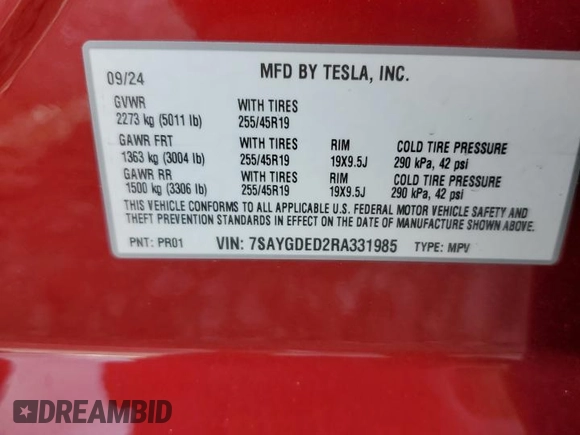 09/24 MFD BY TESLA, INC.
GVWR WITH TIRES
2273 kg (5011 lb) 255/45R19
GAWR FRT WITH TIRES RIM COLD TIRE PRESSURE
1363 kg (3004 lb) 255/45R19 19X9.5J 290 kPa, 42 psi
GAWR RR WITH TIRES RIM COLD TIRE PRESSURE
1500 kg (3306 lb) 255/45R19 19X9.5J 290 kPa, 42 psi
THIS VEHICLE CONFORMS TO ALL APPLICABLE U.S. FEDERAL MOTOR VEHICLE SAFETY AND
THEFT PREVENTION STANDARDS IN EFFECT ON THE DATE OF MANUFACTURE SHOWN ABOVE.
PNT: PR01 VIN: 7SAYGDED2RA331985 TYPE: MPV
DREAMBID